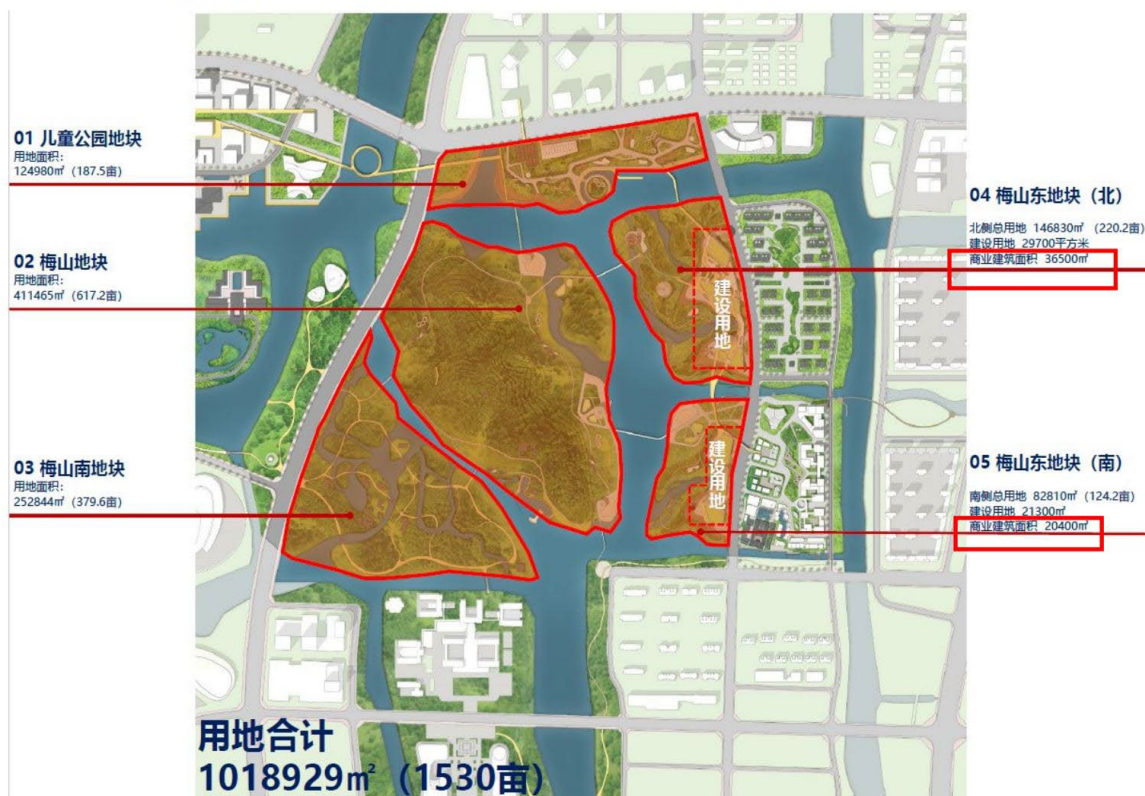 01 儿童公园地块
用地面积：
124980㎡（187.5亩）
02 梅山地块
用地面积：
411465㎡（617.2亩）
03 梅山南地块
用地面积：
252844㎡（379.6亩）
04 梅山东地块（北）
北侧总用地 146830㎡（220.2亩）
建设用地 29700平方米
商业建筑面积 36500㎡
建设用地
05 梅山东地块（南）
南侧总用地 82810㎡（124.2亩）
建设用地 21300㎡
商业建筑面积 20400㎡
建设用地
用地合计
1018929㎡（1530亩）